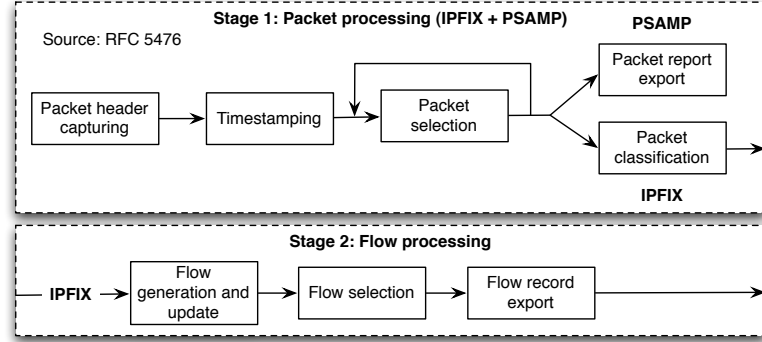 Stage 1: Packet processing (IPFIX + PSAMP)
Source: RFC 5476
PSAMP
Packet header
capturing
Timestamping
Packet
selection
Packet report
export
Packet
classification
IPFIX
Stage 2: Flow processing
IPFIX
Flow
generation and
update
Flow selection
Flow record
export